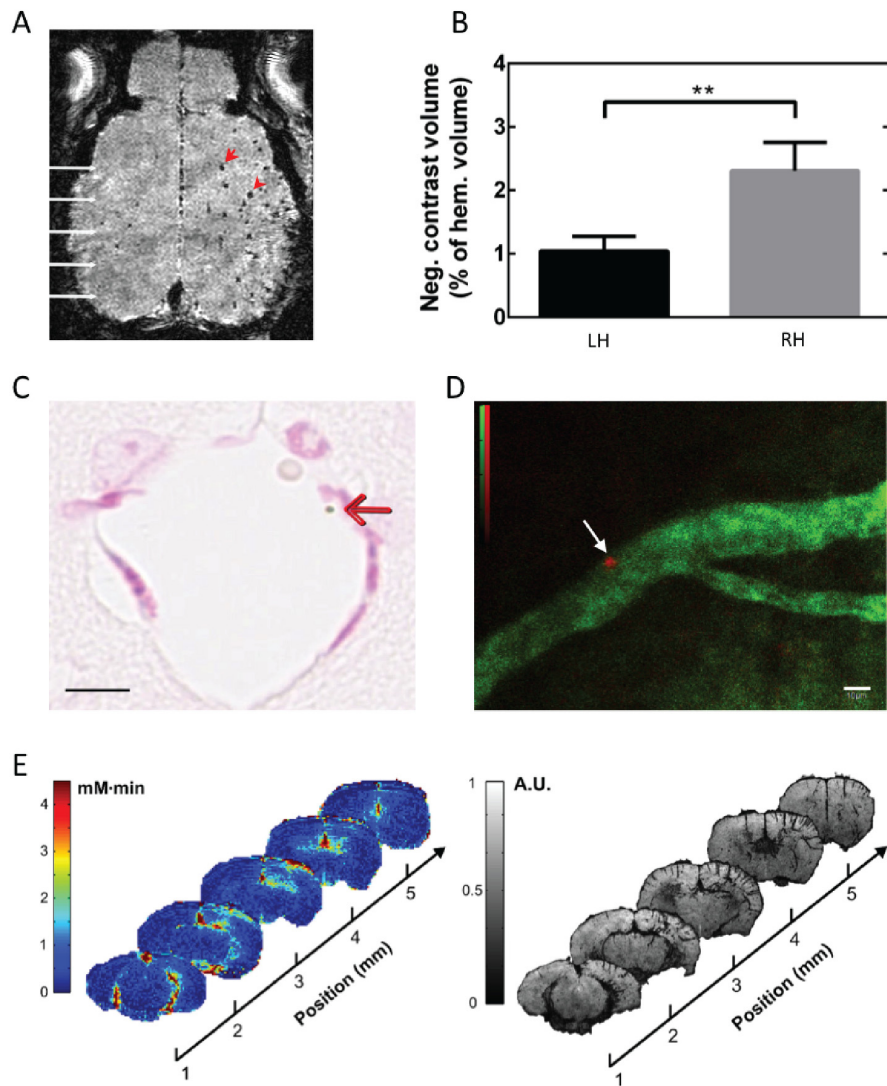 A
B
Neg. contrast volume
(% of hem. volume)
4
3
2
1
0
**
LH
RH
C
D
10µm
E
mM·min
4
3
2
1
0
1
2
3
4
5
Position (mm)
A.U.
1
0.5
0
1
2
3
4
5
Position (mm)